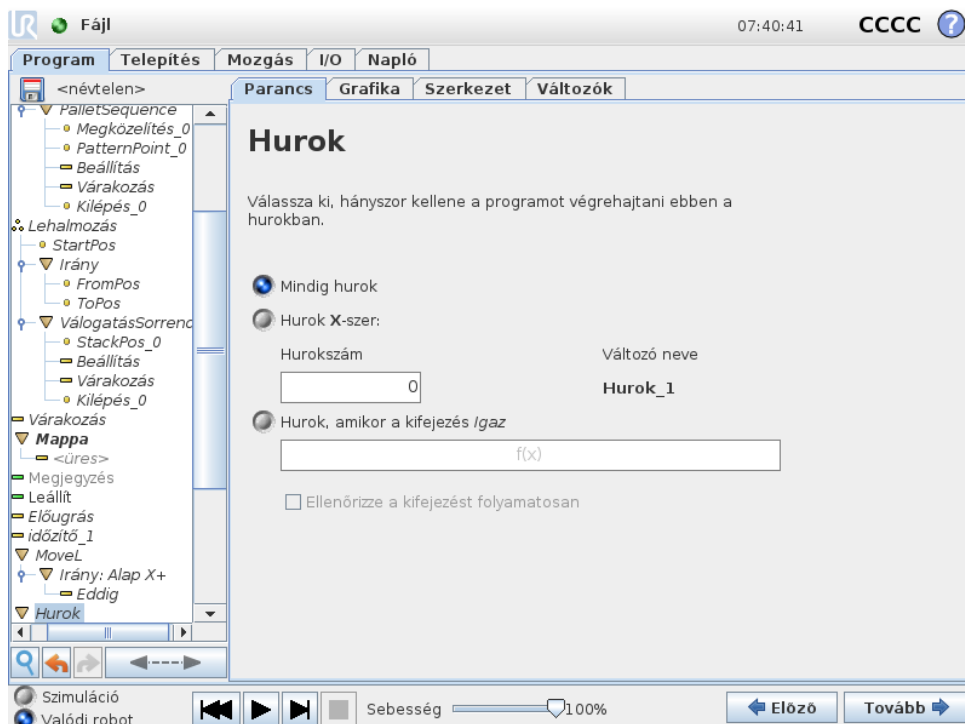 UR Fájl 07:40:41 CCCC ?
Program Telepítés Mozgás I/O Napló
<névtelen>
Parancs Grafika Szerkezet Változók
PalletSequence
Megközelítés_0
PatternPoint_0
Beállítás
Várakozás
Kilépés_0
Lehalmozás
StartPos
Irány
FromPos
ToPos
VálogatásSorrend
StackPos_0
Beállítás
Várakozás
Kilépés_0
Várakozás
Mappa
<üres>
Megjegyzés
Leállít
Előugrás
időzítő_1
MoveL
Irány: Alap X+
Eddig
Hurok
Hurok
Válassza ki, hányszor kellene a programot végrehajtani ebben a
hurokban.
Mindig hurok
Hurok X-szer:
Hurokszám Változó neve
0 Hurok_1
Hurok, amikor a kifejezés Igaz
f(x)
Ellenőrizze a kifejezést folyamatosan
Szimuláció
Valódi robot
Sebesség 100%
Előző Tovább